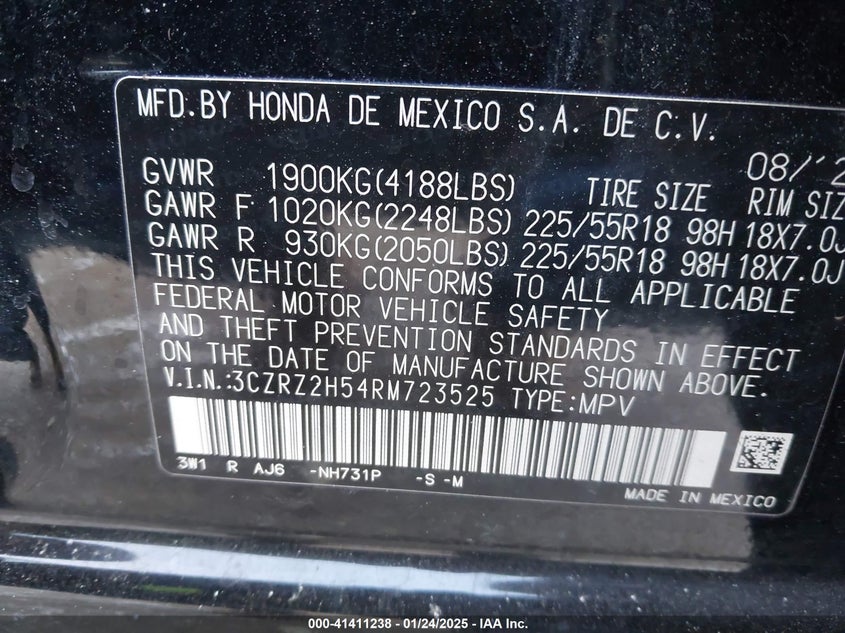 MFD.BY HONDA DE MEXICO S.A. DE C.V.
GVWR 1900KG(4188LBS) TIRE SIZE RIM SIZ
GAWR F 1020KG(2248LBS) 225/55R18 98H 18X7.0J
GAWR R 930KG(2050LBS) 225/55R18 98H 18X7.0J
THIS VEHICLE CONFORMS TO ALL APPLICABLE
FEDERAL MOTOR VEHICLE SAFETY
AND THEFT PREVENTION STANDARDS IN EFFECT
ON THE DATE OF MANUFACTURE SHOWN ABOVE.
V.I.N.:3CZRZ2H54RM723525 TYPE:MPV
3W1 R AJ6 -NH731P -S -M
MADE IN MEXICO
000-41411238 - 01/24/2025 - IAA Inc.